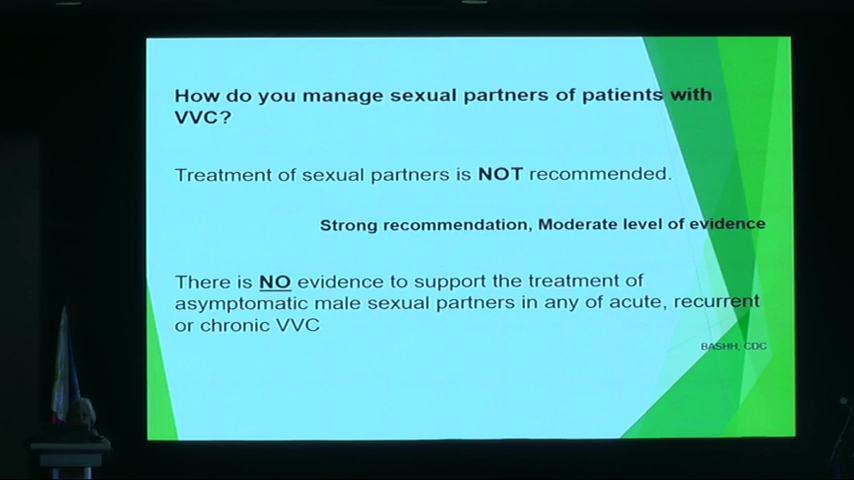 How do you manage sexual partners of patients with
VVC?
Treatment of sexual partners is NOT recommended.
Strong recommendation, Moderate level of evidence
There is NO evidence to support the treatment of
asymptomatic male sexual partners in any of acute, recurrent
or chronic VVC
BASHH, CDC